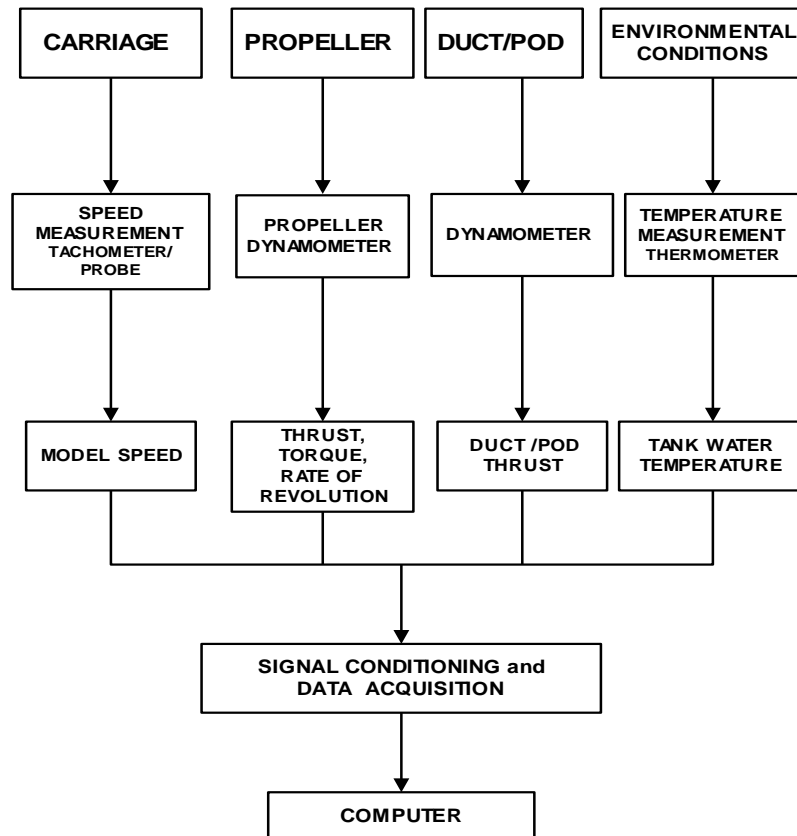 CARRIAGE
PROPELLER
DUCT/POD
ENVIRONMENTAL
CONDITIONS
SPEED
MEASUREMENT
TACHOMETER/
PROBE
PROPELLER
DYNAMOMETER
DYNAMOMETER
TEMPERATURE
MEASUREMENT
THERMOMETER
MODEL SPEED
THRUST,
TORQUE,
RATE OF
REVOLUTION
DUCT /POD
THRUST
TANK WATER
TEMPERATURE
SIGNAL CONDITIONING and
DATA ACQUISITION
COMPUTER